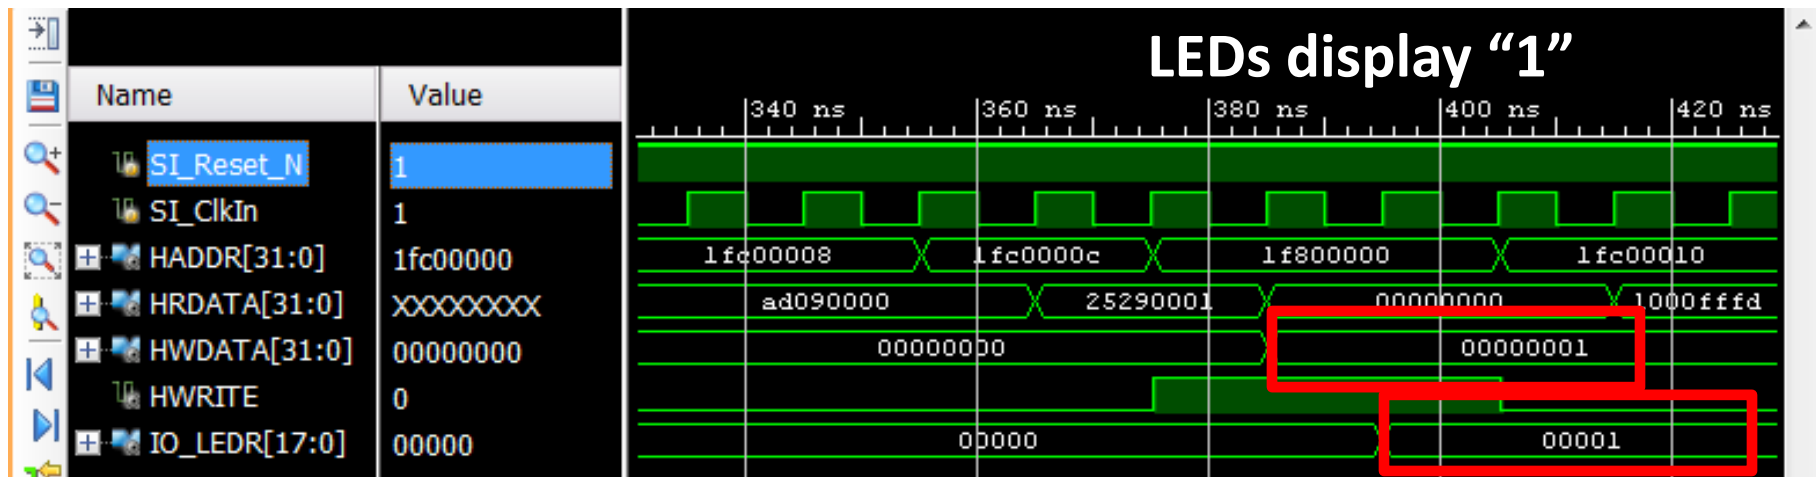 LEDs display “1”
Name Value
340 ns 360 ns 380 ns 400 ns 420 ns
SI_Reset_N 1
SI_ClkIn 1
HADDR[31:0] 1fc00000 1fc00008 1fc0000c 1f800000 1fc00010
HRDATA[31:0] XXXXXXXX ad090000 25290001 00000000 1000fffd
HWDATA[31:0] 00000000 00000000 00000001
HWRITE 0
IO_LEDR[17:0] 00000 00000 00001